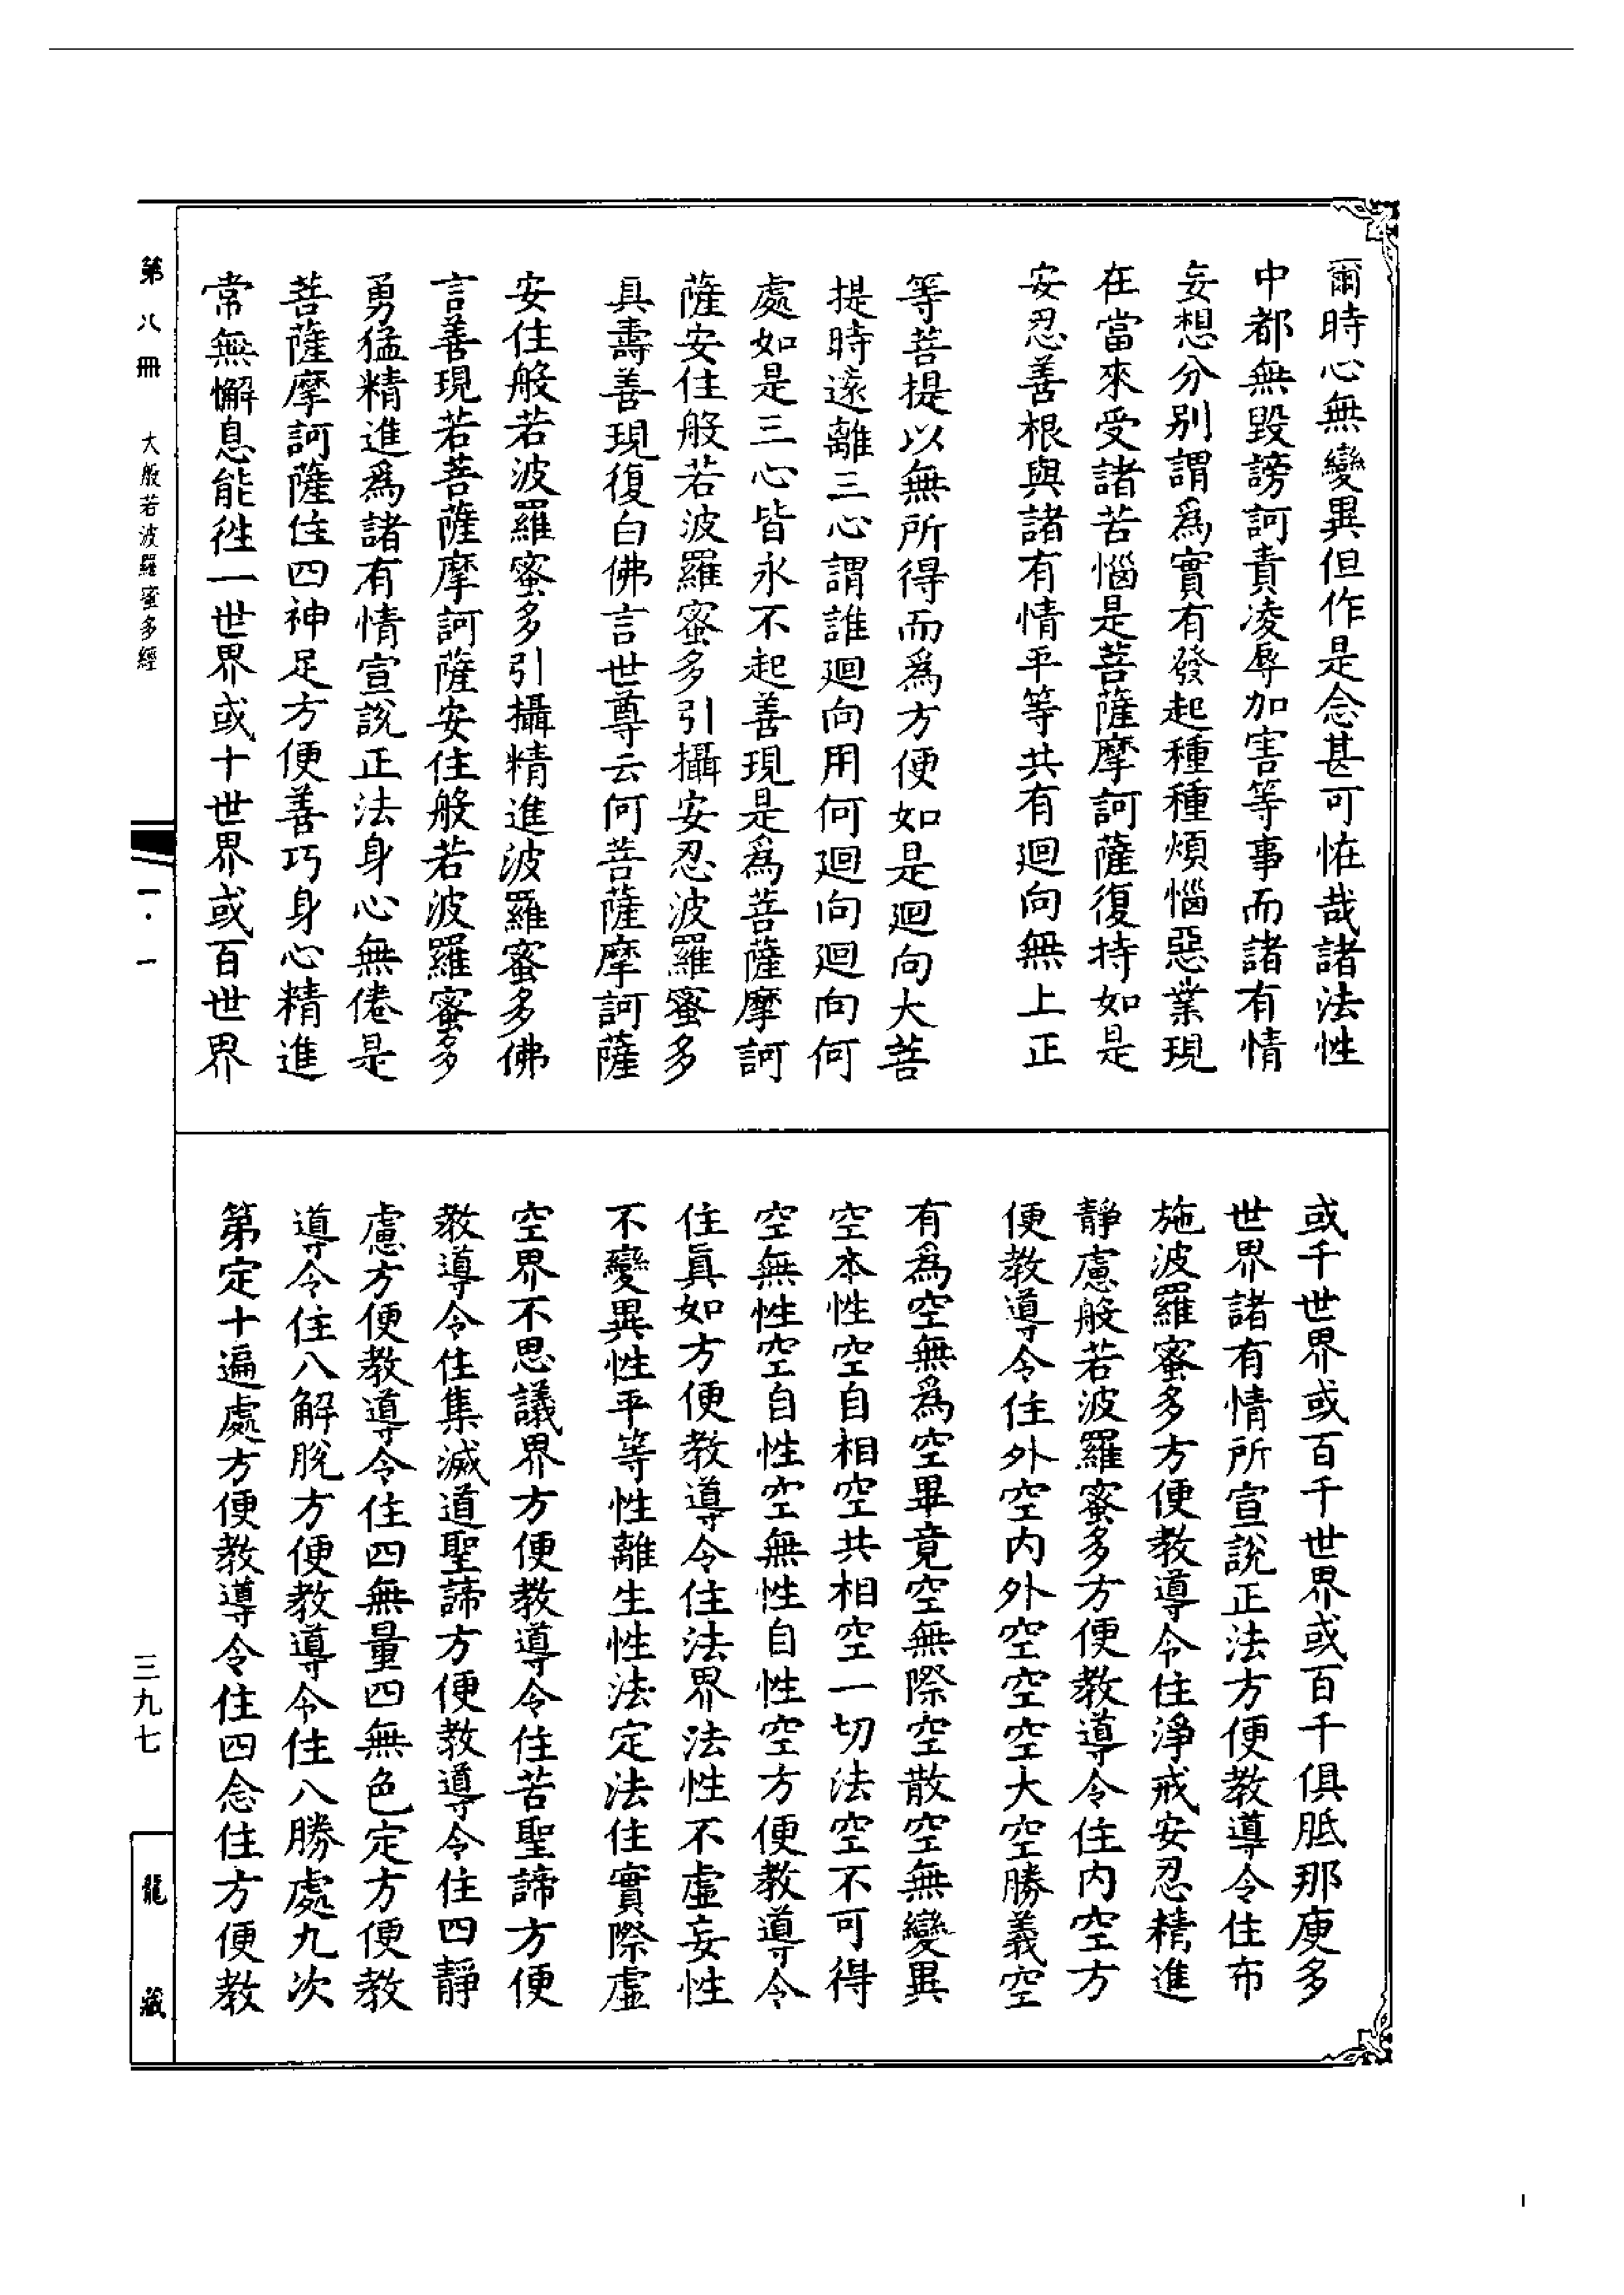 爾時心無變異但作是念甚可恠哉諸法性
中都無毀謗訶責凌辱加害等事而諸有情
妄想分別謂爲實有發起種種煩惱惡業現
在當來受諸苦惱是菩薩摩訶薩復持如是
安忍善根與諸有情平等共有迴向無上正
等菩提以無所得而爲方便如是迴向大菩
提時遠離三心謂誰迴向用何迴向迴向何
處如是三心皆永不起善現是爲菩薩摩訶
薩安住般若波羅蜜多引攝安忍波羅蜜多
具壽善現復白佛言世尊云何菩薩摩訶薩
安住般若波羅蜜多引攝精進波羅蜜多佛
言善現若菩薩摩訶薩安住般若波羅蜜多
勇猛精進爲諸有情宣說正法身心無倦是
菩薩摩訶薩住四神足方便善巧身心精進
常無懈息能徃一世界或十世界或百世界
或千世界或百千世界或百千俱胝那庾多
世界諸有情所宣說正法方便教導令住布
施波羅蜜多方便教導令住淨戒安忍精進
靜慮般若波羅蜜多方便教導令住內空方
便教導令住外空內外空空空大空勝義空
有爲空無爲空畢竟空無際空散空無變異
空本性空自相空共相空一切法空不可得
空無性空自性空無性自性空方便教導令
住眞如方便教導令住法界法性不虛妄性
不變異性平等性離生性法定法住實際虛
空界不思議界方便教導令住苦聖諦方便
教導令住集滅道聖諦方便教導令住四靜
慮方便教導令住四無量四無色定方便教
導令住八解脫方便教導令住八勝處九次
第定十遍處方便教導令住四念住方便教
第八冊 大般若波羅蜜多經
一·一
三九七
龍藏